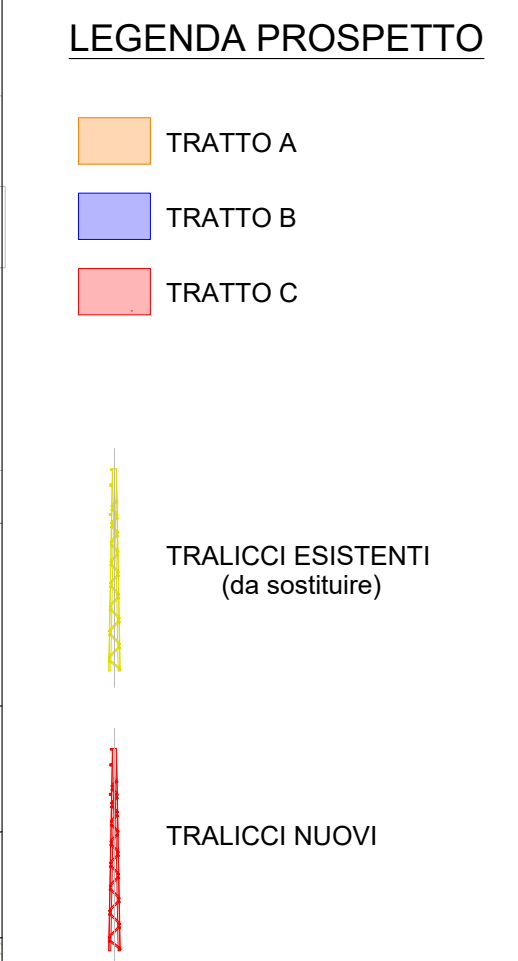 LEGENDA PROSPETTO
TRATTO A
TRATTO B
TRATTO C
TRALICCI ESISTENTI
(da sostituire)
TRALICCI NUOVI